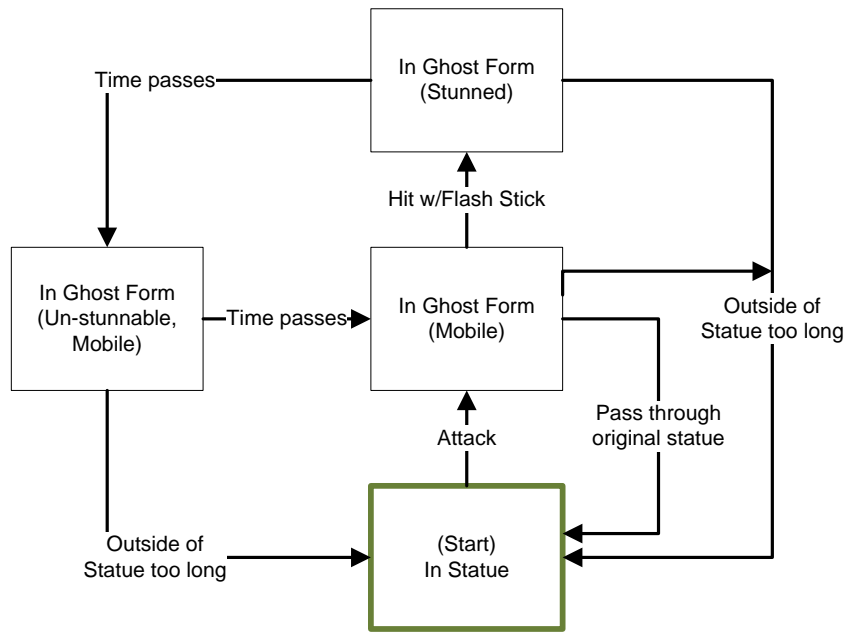 In Ghost Form
(Stunned)
Time passes
Hit w/Flash Stick
In Ghost Form
(Un-stunnable,
Mobile)
Time passes
In Ghost Form
(Mobile)
Outside of
Statue too long
Pass through
original statue
Attack
Outside of
Statue too long
(Start)
In Statue